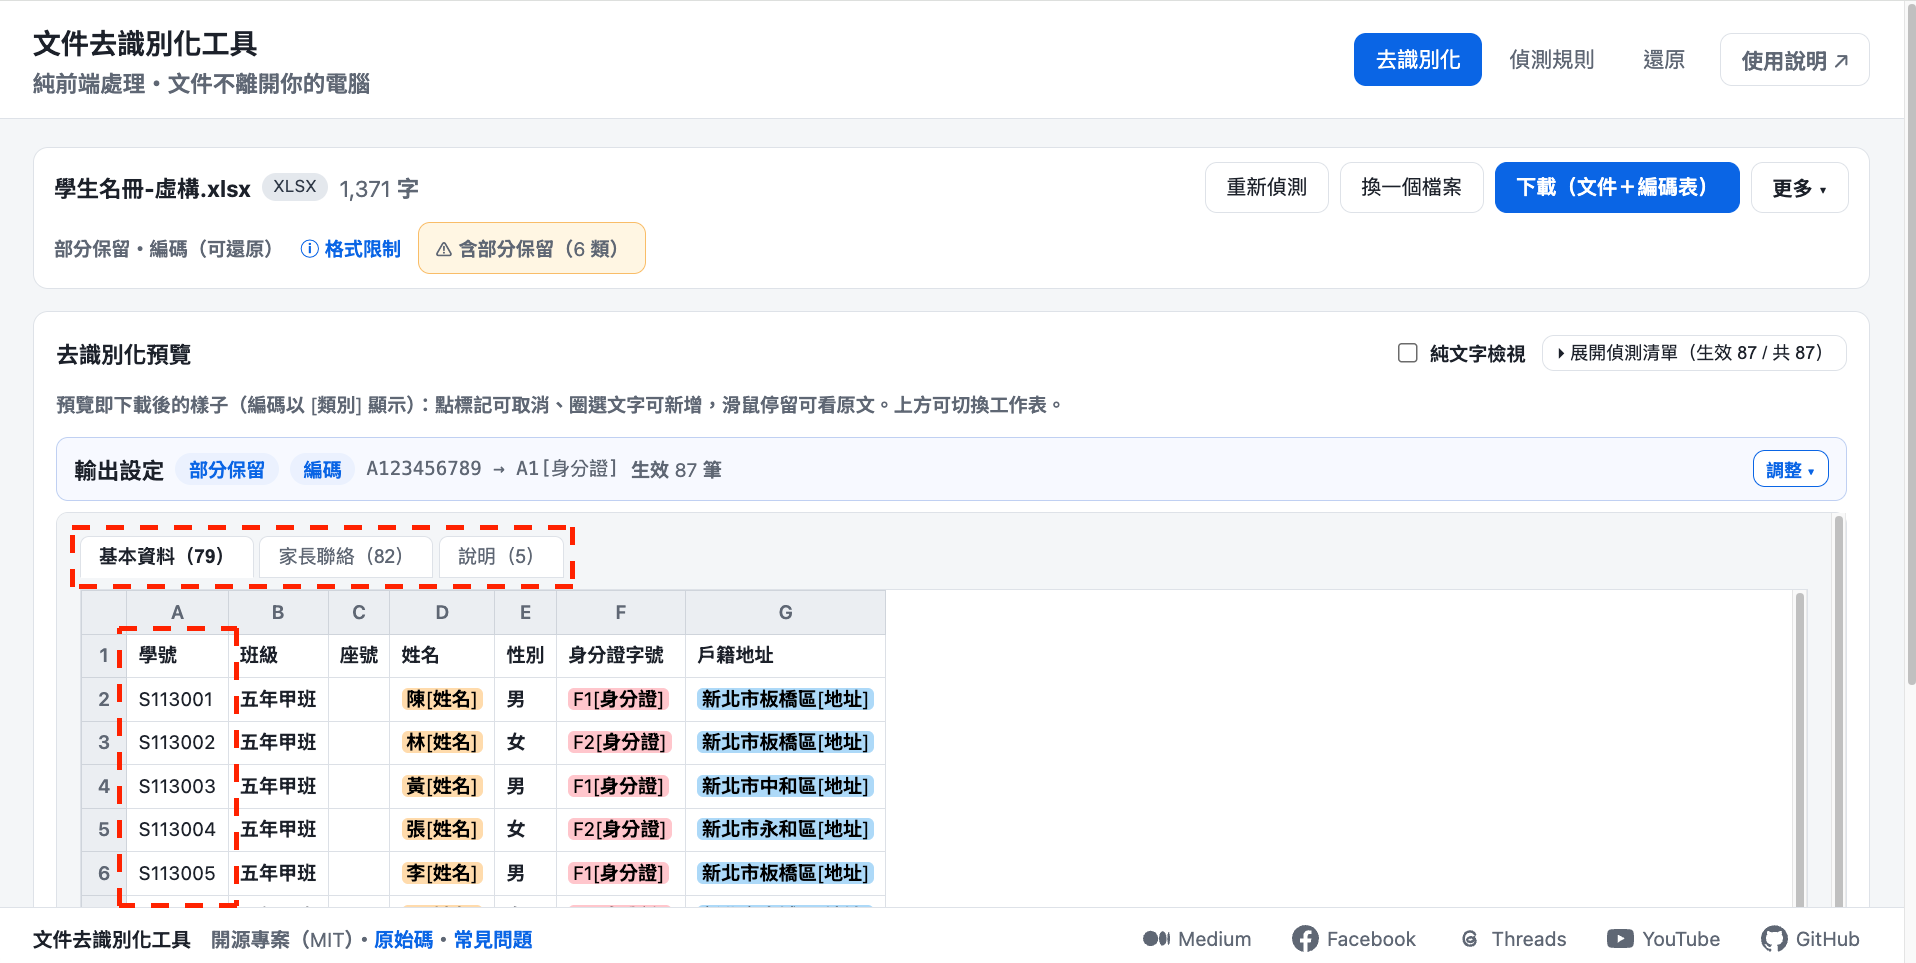 文件去識別化工具
純前端處理・文件不離開你的電腦
去識別化 偵測規則 還原 使用說明 ↗
學生名冊-虛構.xlsx XLSX 1,371 字
重新偵測 換一個檔案 下載（文件＋編碼表） 更多 ▾
部分保留・編碼（可還原） ⓘ 格式限制 ⚠ 含部分保留（6 類）
去識別化預覽
純文字檢視 ▸ 展開偵測清單（生效 87 / 共 87）
預覽即下載後的樣子（編碼以 [類別] 顯示）：點標記可取消、圈選文字可新增，滑鼠停留可看原文。上方可切換工作表。
輸出設定 部分保留 編碼 A123456789 → A1[身分證] 生效 87 筆 調整 ▾
基本資料（79） 家長聯絡（82） 說明（5）
A B C D E F G
1 學號 班級 座號 姓名 性別 身分證字號 戶籍地址
2 S113001 五年甲班 陳[姓名] 男 F1[身分證] 新北市板橋區[地址]
3 S113002 五年甲班 林[姓名] 女 F2[身分證] 新北市板橋區[地址]
4 S113003 五年甲班 黃[姓名] 男 F1[身分證] 新北市中和區[地址]
5 S113004 五年甲班 張[姓名] 女 F2[身分證] 新北市永和區[地址]
6 S113005 五年甲班 李[姓名] 男 F1[身分證] 新北市板橋區[地址]
文件去識別化工具 開源專案（MIT）・原始碼・常見問題
Medium Facebook Threads YouTube GitHub